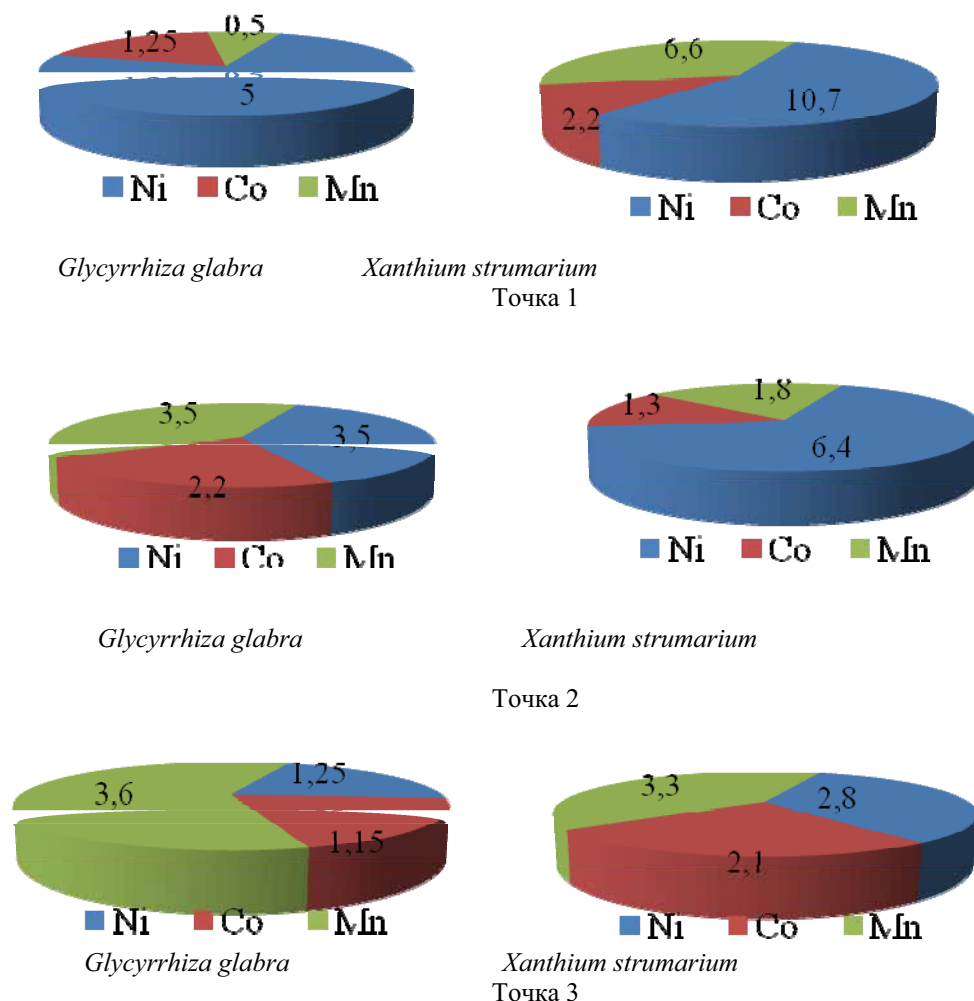 0,5
1,25
5
6,6
10,7
2,2
Ni Co Mn
Ni Co Mn
Glycyrrhiza glabra Xanthium strumarium
Точка 1
3,5
3,5
2,2
1,8
1,3
6,4
Ni Co Mn
Ni Co Mn
Glycyrrhiza glabra Xanthium strumarium
Точка 2
1,25
3,6
1,15
3,3
2,8
2,1
Ni Co Mn
Ni Co Mn
Glycyrrhiza glabra Xanthium strumarium
Точка 3